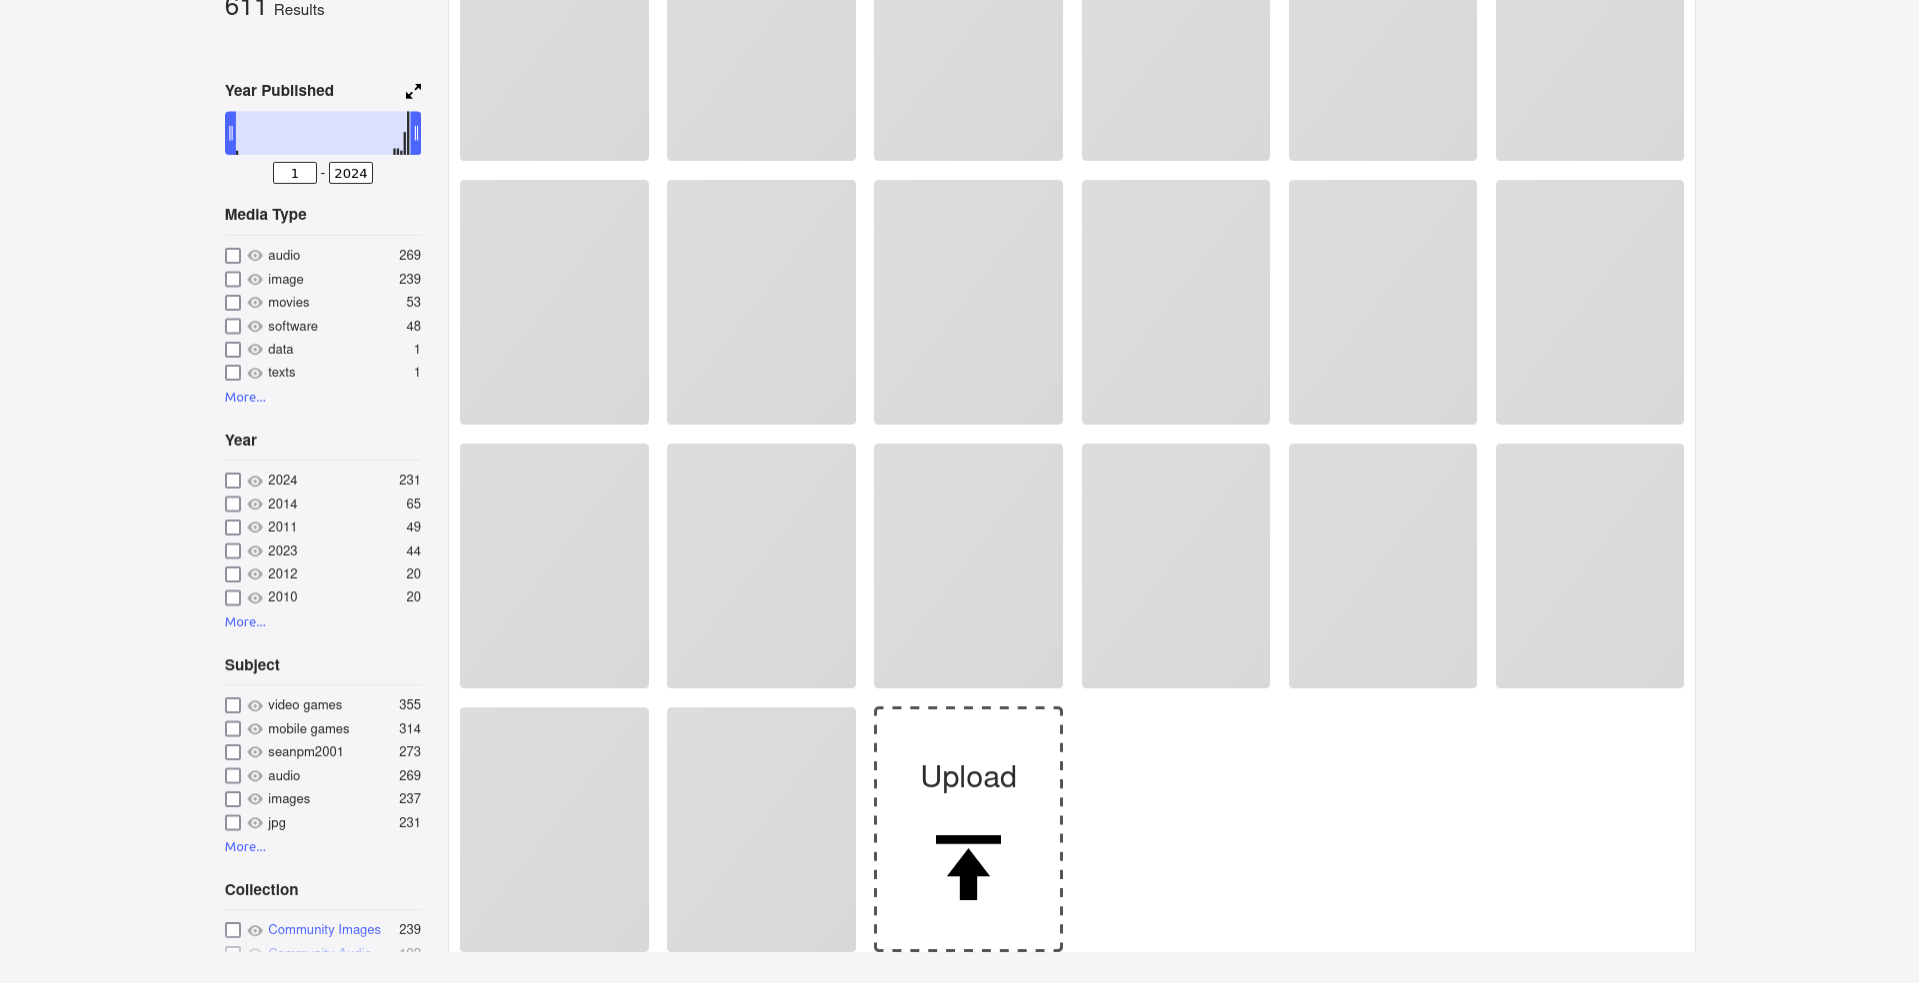 611 Results
Year Published
1 - 2024
Media Type
audio 269
image 239
movies 53
software 48
data 1
texts 1
More...
Year
2024 231
2014 65
2011 49
2023 44
2012 20
2010 20
More...
Subject
video games 355
mobile games 314
seanpm2001 273
audio 269
images 237
jpg 231
More...
Collection
Community Images 239
Community Audio
Upload